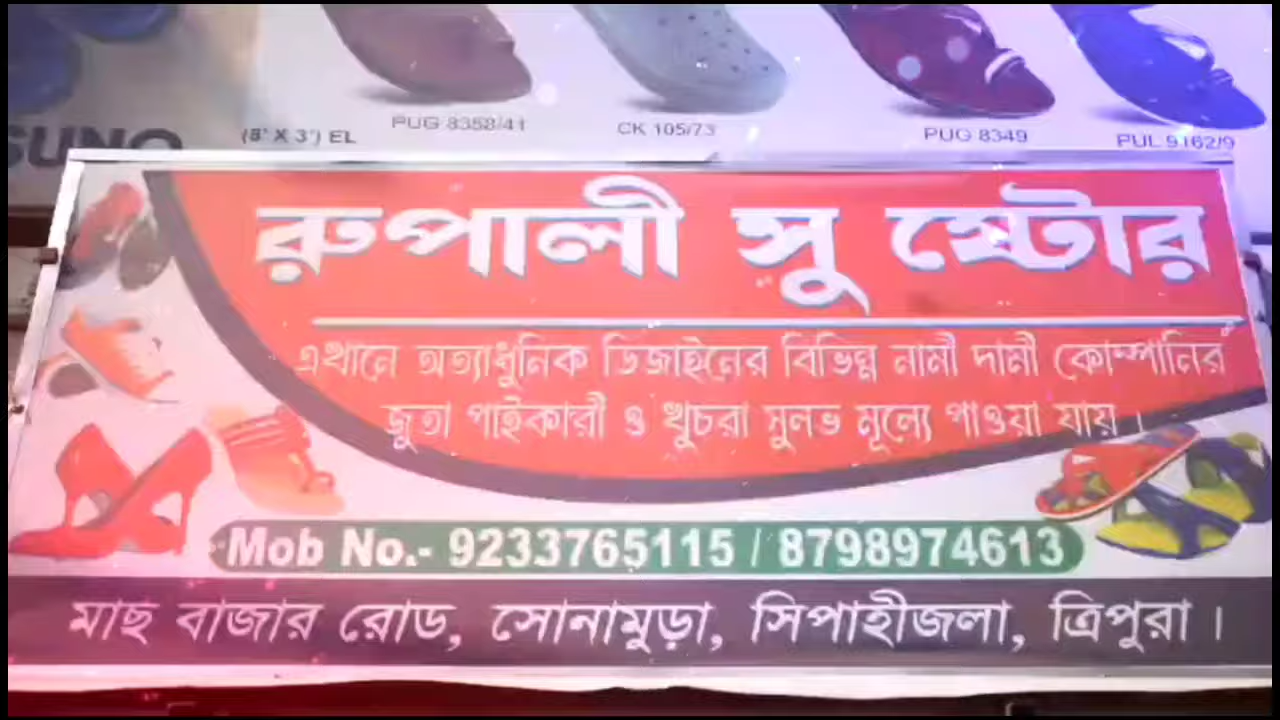 PUG 8358/41
CK 105/73
PUG 8349
PUL 9162/9
(8' X 3') EL
রুপালী সু ষ্টোর
এখানে অত্যাধুনিক ডিজাইনের বিভিন্ন নামী দামী কোম্পানির
জুতা পাইকারী ও খুচরা সুলভ মূল্যে পাওয়া যায়।
Mob No.- 9233765115 / 8798974613
মাছ বাজার রোড, সোনামুড়া, সিপাহীজলা, ত্রিপুরা।